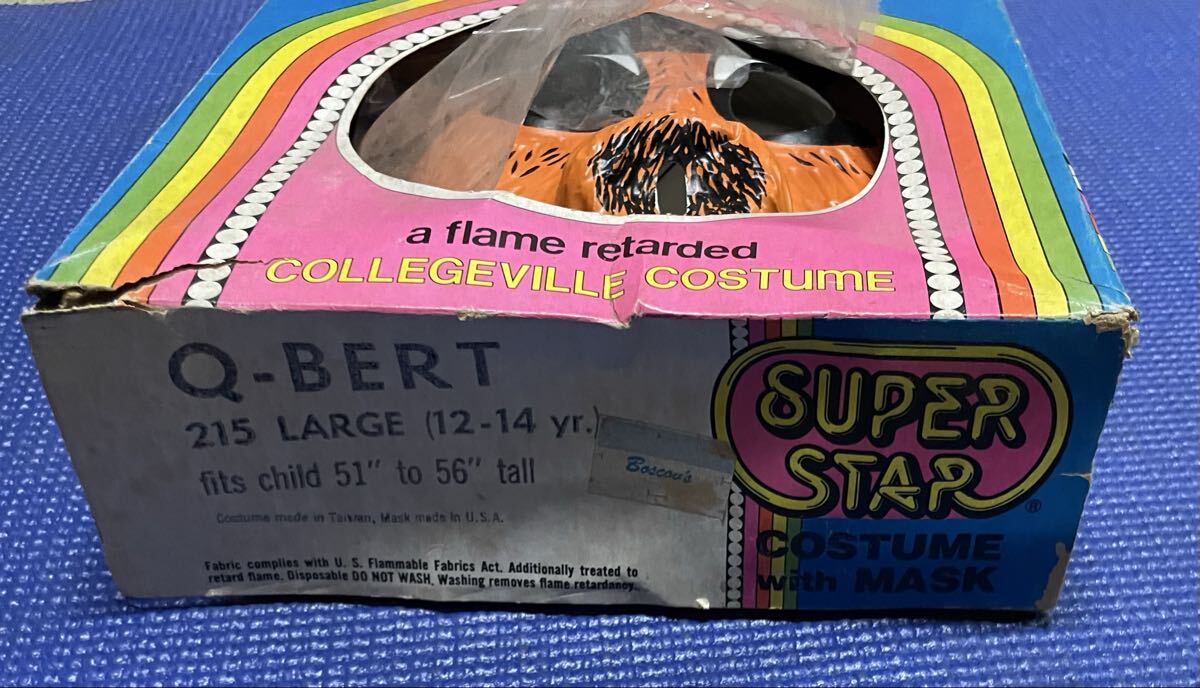 a flame retarded
COLLEGEVILLE COSTUME
Q-BERT
215 LARGE (12-14 yr.)
fits child 51" to 56" tall
Costume made in Taiwan, Mask made in U.S.A.
Fabric complies with U. S. Flammable Fabrics Act. Additionally treated to
retard flame. Disposable DO NOT WASH. Washing removes flame retardancy.
Boscov's
SUPER
STAR®
COSTUME
with MASK